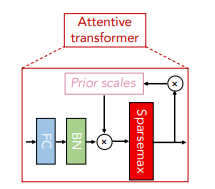 Attentive
transformer
Prior scales
FC
BN
Sparsemax